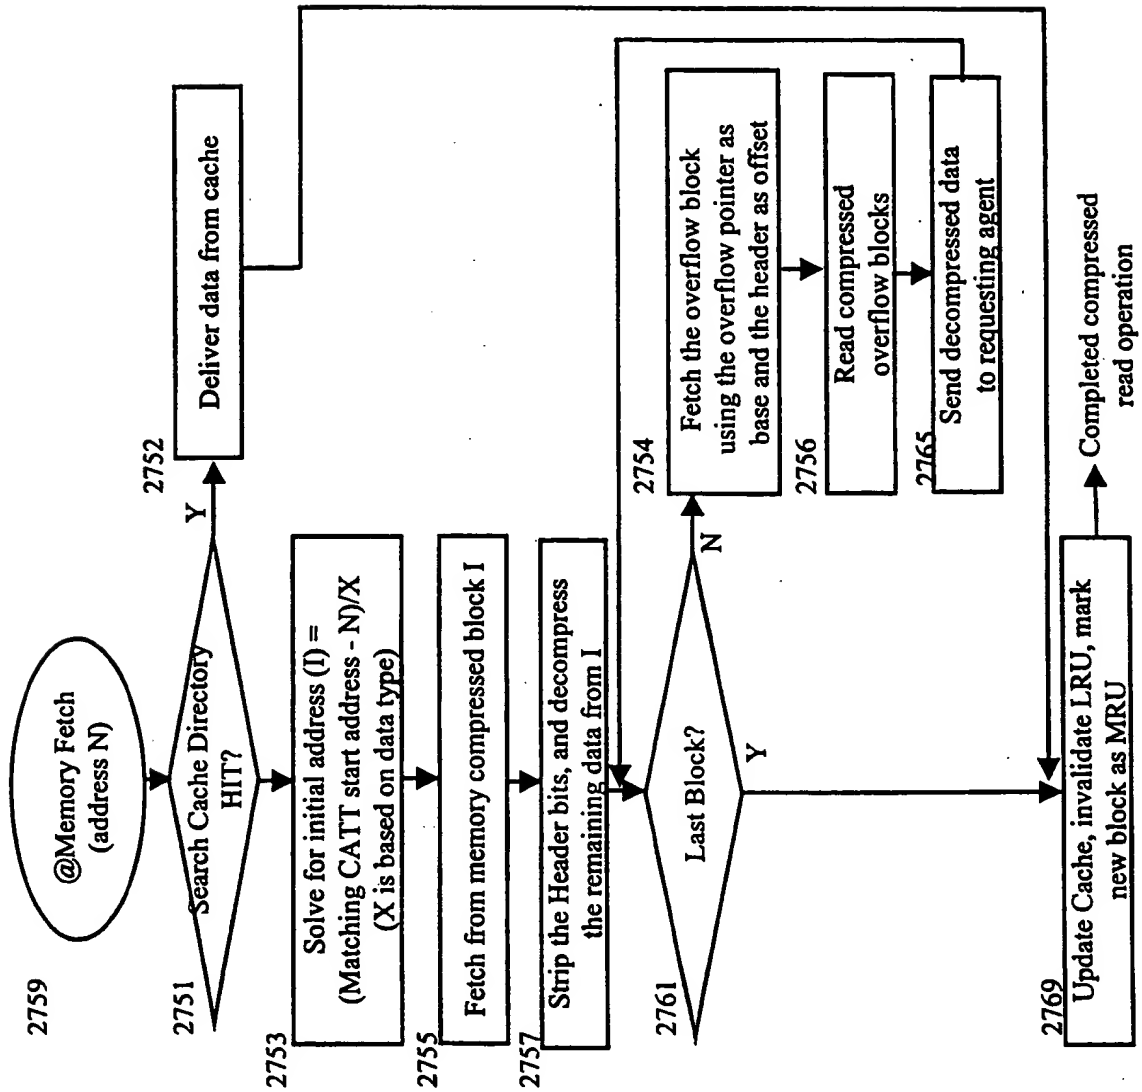 2759
@Memory Fetch
(address N)
2751
Search Cache Directory
HIT?
Y
2752
Deliver data from cache
2753
Solve for initial address (I) =
(Matching CATT start address - N)/X
(X is based on data type)
2755
Fetch from memory compressed block I
2757
Strip the Header bits, and decompress
the remaining data from I
2761
Last Block?
N
Y
2754
Fetch the overflow block
using the overflow pointer as
base and the header as offset
2756
Read compressed
overflow blocks
2765
Send decompressed data
to requesting agent
2769
Update Cache, invalidate LRU, mark
new block as MRU
Completed compressed
read operation